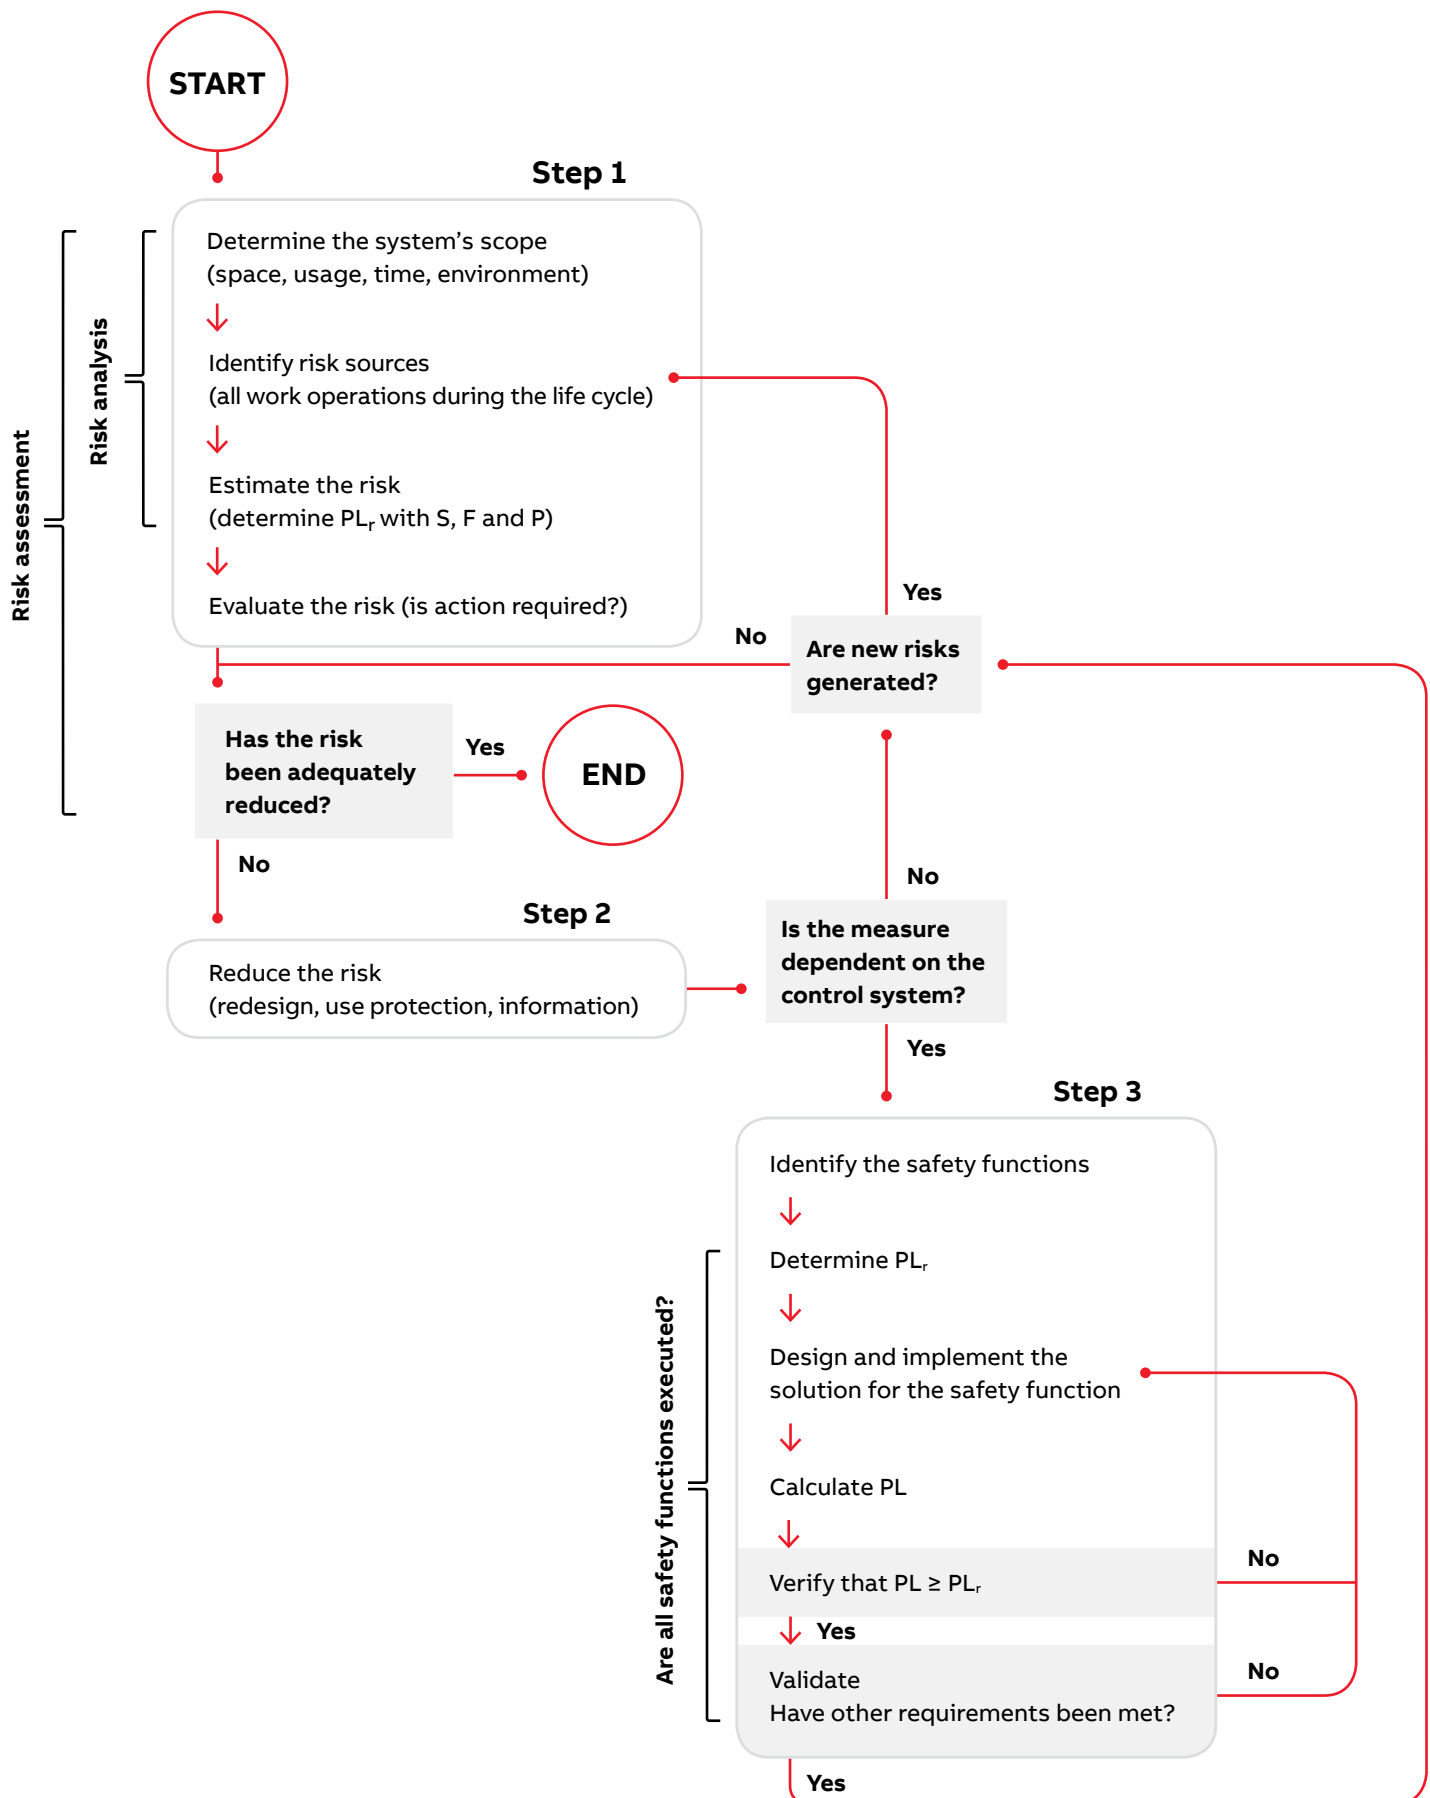 START
Step 1
Determine the system’s scope
(space, usage, time, environment)
Identify risk sources
(all work operations during the life cycle)
Estimate the risk
(determine PLr with S, F and P)
Evaluate the risk (is action required?)
Risk analysis
Risk assessment
Yes
No
Are new risks
generated?
Has the risk
been adequately
reduced?
Yes
END
No
Step 2
Reduce the risk
(redesign, use protection, information)
No
Is the measure
dependent on the
control system?
Yes
Step 3
Identify the safety functions
Determine PLr
Design and implement the
solution for the safety function
Calculate PL
Verify that PL ≥ PLr
No
Yes
Validate
Have other requirements been met?
No
Are all safety functions executed?
Yes